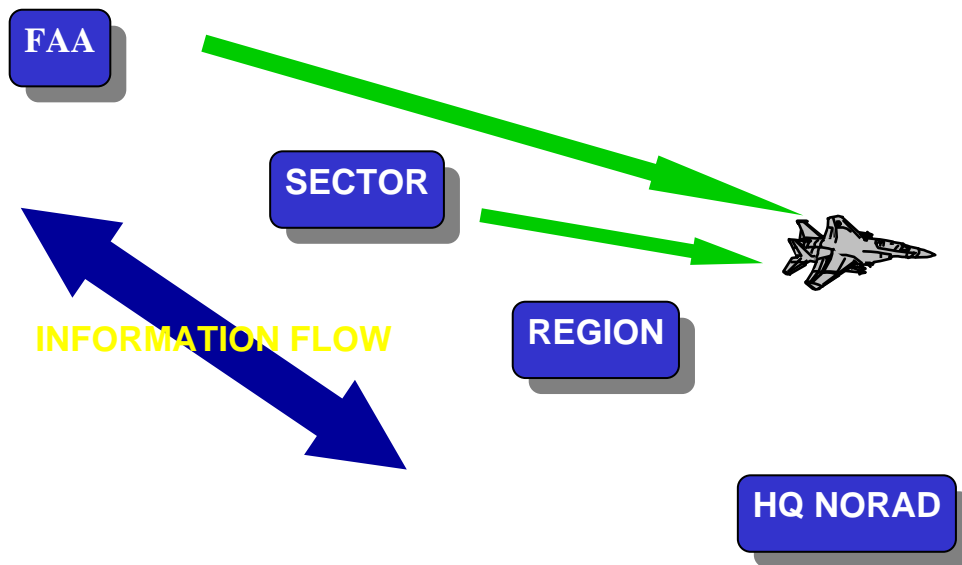 FAA
SECTOR
REGION
INFORMATION FLOW
HQ NORAD